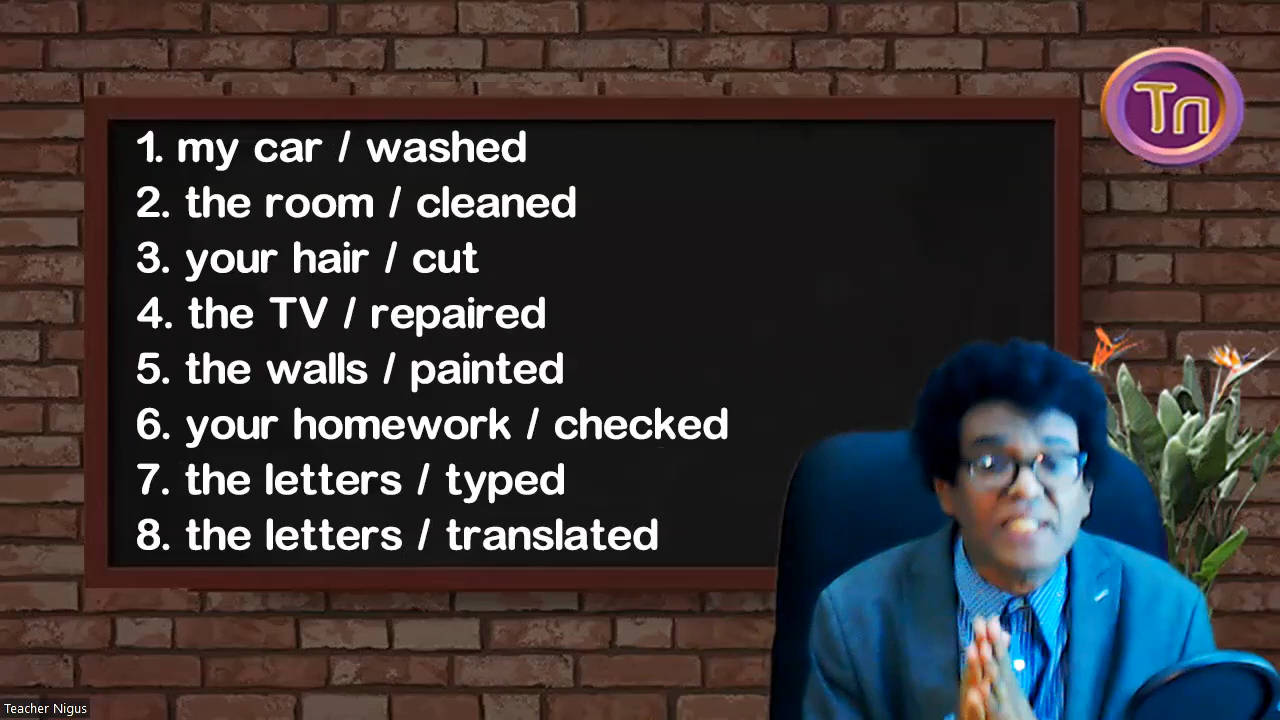 Tn
1. my car / washed
2. the room / cleaned
3. your hair / cut
4. the TV / repaired
5. the walls / painted
6. your homework / checked
7. the letters / typed
8. the letters / translated
Teacher Nigus